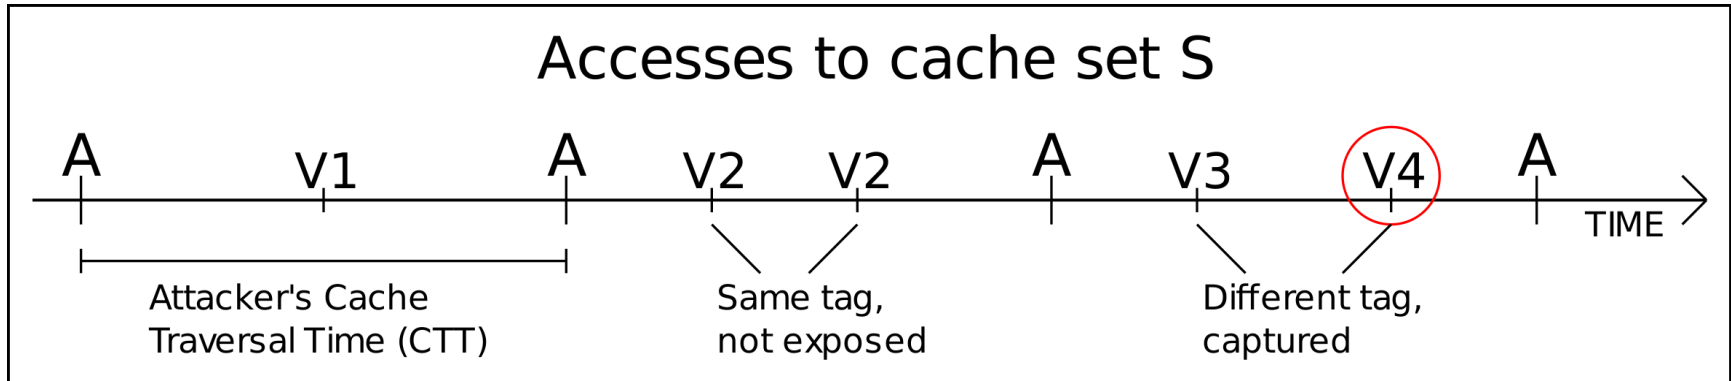 Accesses to cache set S
A V1 A V2 V2 A V3 V4 A
TIME
Attacker's Cache
Traversal Time (CTT)
Same tag,
not exposed
Different tag,
captured